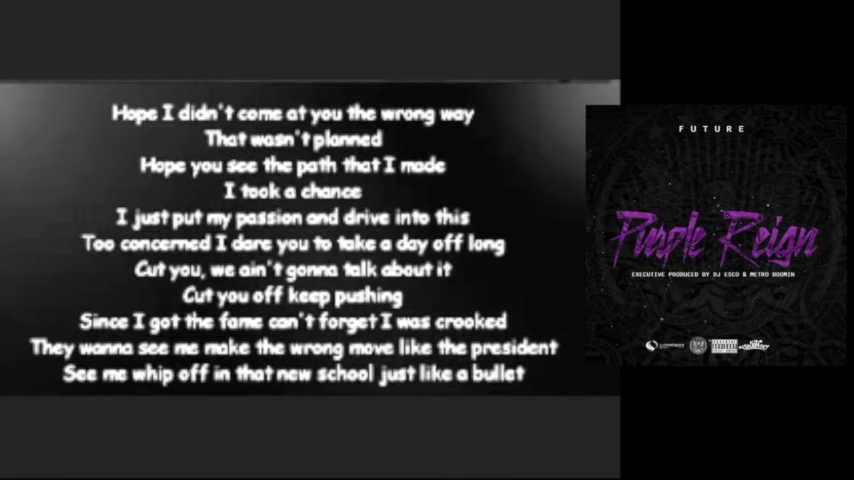 Hope I didn't come at you the wrong way
That wasn't planned
Hope you see the path that I made
I took a chance
I just put my passion and drive into this
Too concerned I dare you to take a day off long
Cut you, we ain't gonna talk about it
Cut you off keep pushing
Since I got the fame can't forget I was crooked
They wanna see me make the wrong move like the president
See me whip off in that new school just like a bullet
FUTURE
Purple Reign
EXECUTIVE PRODUCED BY DJ ESCO & METRO BOOMIN